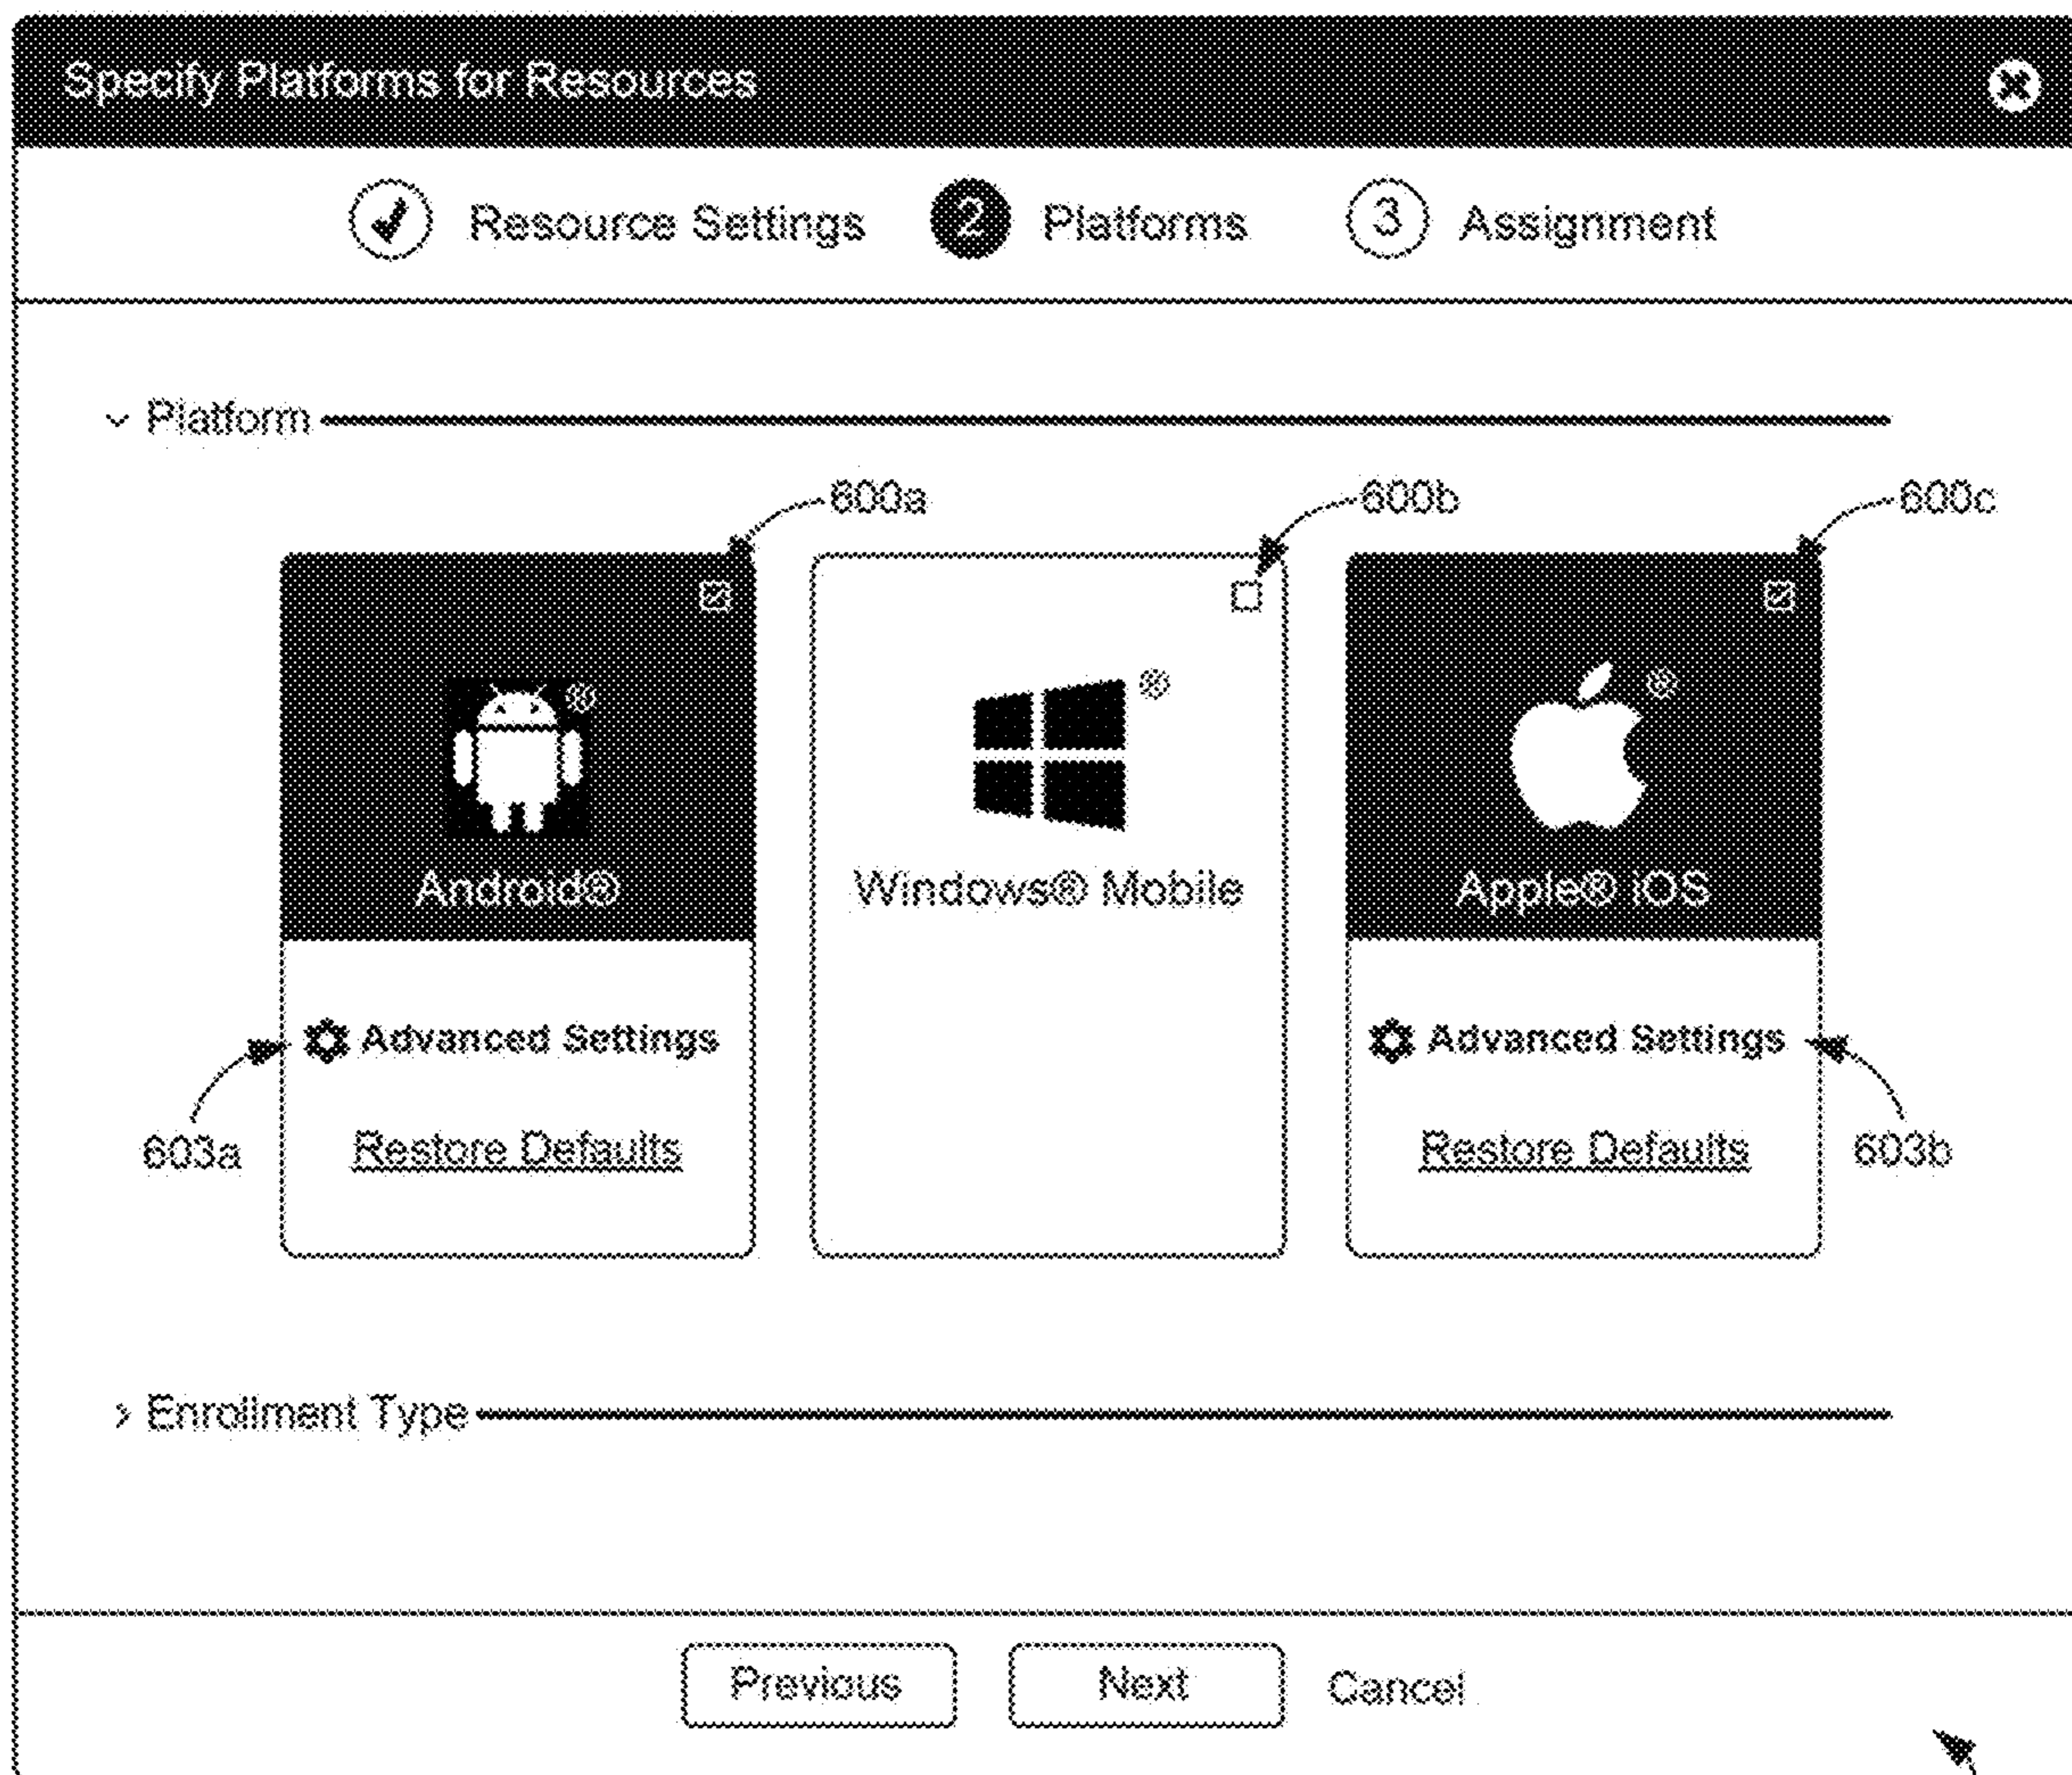 Specify Platforms for Resources
Resource Settings 2 Platforms 3 Assignment
Platform
600a 600b 600c
® ® ®
Android® Windows® Mobile Apple® iOS
Advanced Settings Advanced Settings
603a Restore Defaults Restore Defaults 603b
Enrollment Type
Previous Next Cancel